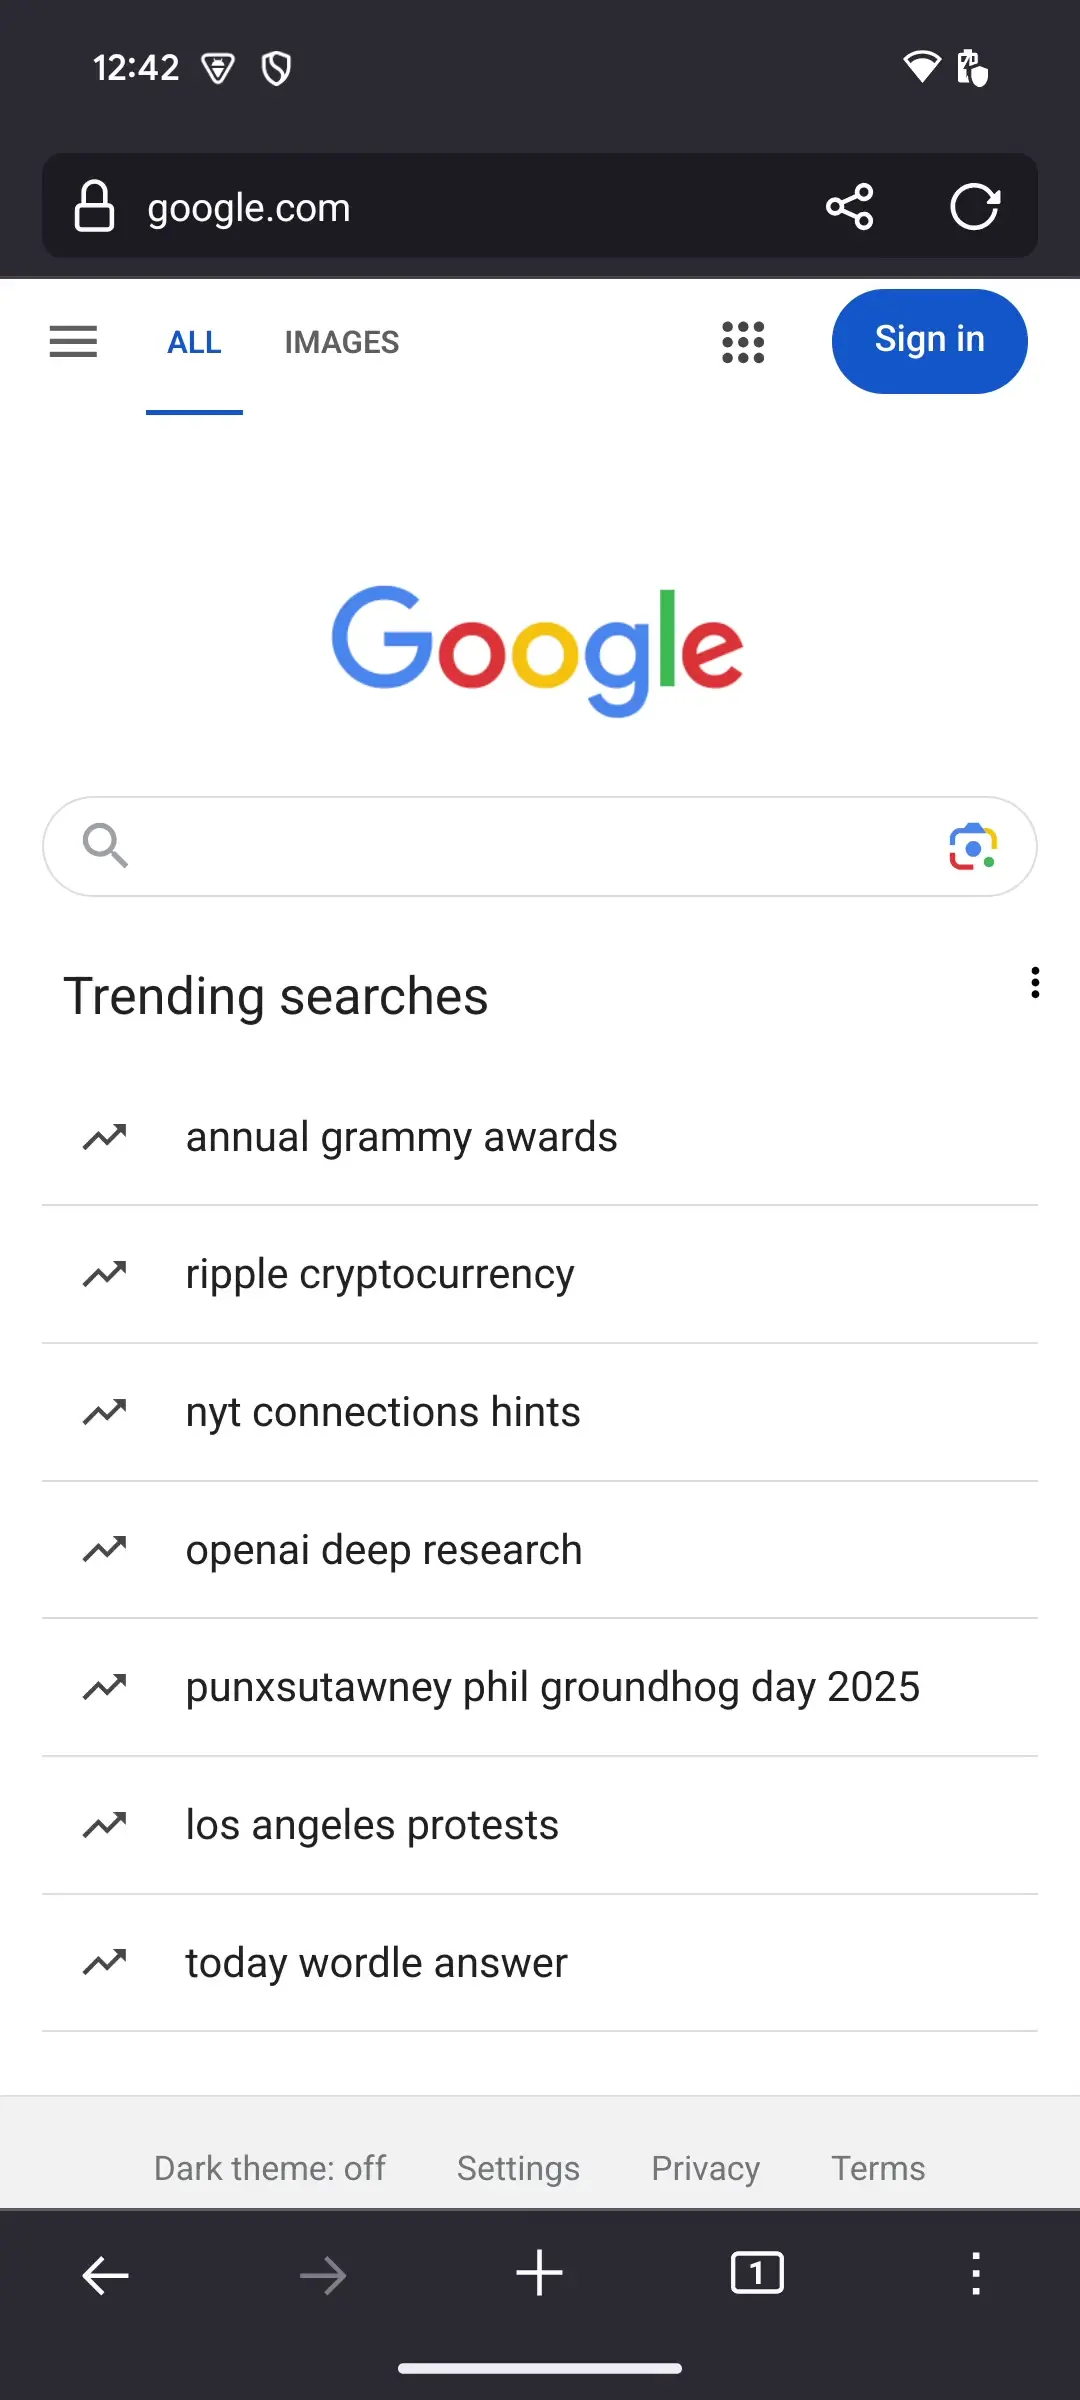 12:42
google.com
ALL IMAGES Sign in
Google
Trending searches
annual grammy awards
ripple cryptocurrency
nyt connections hints
openai deep research
punxsutawney phil groundhog day 2025
los angeles protests
today wordle answer
Dark theme: off Settings Privacy Terms
1